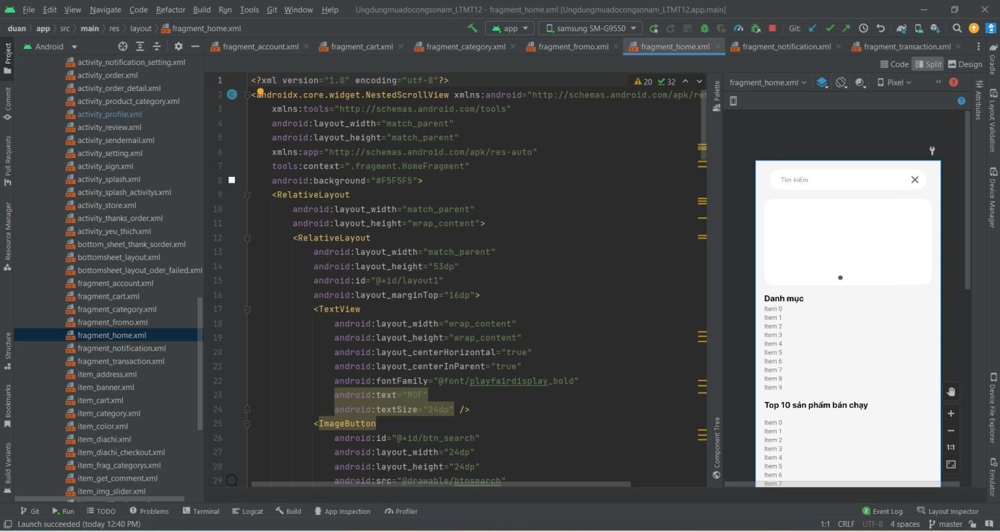 File Edit View Navigate Code Refactor Build Run Tools Git Window Help Ungdungmuadocongsonam_LTMT12 - fragment_home.xml [Ungdungmuadocongsonam_LTMT12.app.main]
duan app src main res layout fragment_home.xml app samsung SM-G9550 Git:
Android fragment_account.xml fragment_cart.xml fragment_category.xml fragment_fromo.xml fragment_home.xml fragment_notification.xml fragment_transaction.xml
Code Split Design
Project
Commit
Pull Requests
Resource Manager
Structure
Bookmarks
Build Variants
activity_notification_setting.xml
activity_order.xml
activity_order_detail.xml
activity_product_category.xml
activity_profile.xml
activity_review.xml
activity_sendemail.xml
activity_setting.xml
activity_sign.xml
activity_splash.xml
activity_splash_activitys.xml
activity_store.xml
activity_thanks_order.xml
activity_yeu_thich.xml
bottom_sheet_thank_sorder.xml
bottomsheet_layout.xml
bottomsheet_layout_oder_failed.xml
fragment_account.xml
fragment_cart.xml
fragment_category.xml
fragment_fromo.xml
fragment_home.xml
fragment_notification.xml
fragment_transaction.xml
item_address.xml
item_banner.xml
item_cart.xml
item_category.xml
item_color.xml
item_diachi.xml
item_diachi_checkout.xml
item_frag_categorys.xml
item_get_comment.xml
item_img_slider.xml
1 <?xml version="1.0" encoding="utf-8"?>
2 <androidx.core.widget.NestedScrollView xmlns:android="http://schemas.android.com/apk/res
3 xmlns:tools="http://schemas.android.com/tools"
4 android:layout_width="match_parent"
5 android:layout_height="match_parent"
6 xmlns:app="http://schemas.android.com/apk/res-auto"
7 tools:context=".fragment.HomeFragment"
8 android:background="#F5F5F5">
9 <RelativeLayout
10 android:layout_width="match_parent"
11 android:layout_height="wrap_content">
12 <RelativeLayout
13 android:layout_width="match_parent"
14 android:layout_height="53dp"
15 android:id="@+id/layout1"
16 android:layout_marginTop="16dp">
17 <TextView
18 android:layout_width="wrap_content"
19 android:layout_height="wrap_content"
20 android:layout_centerHorizontal="true"
21 android:layout_centerInParent="true"
22 android:fontFamily="@font/playfairdisplay_bold"
23 android:text="MOF"
24 android:textSize="24dp" />
25 <ImageButton
26 android:id="@+id/btn_search"
27 android:layout_width="24dp"
28 android:layout_height="24dp"
29 android:src="@drawable/btnsearch"
20 32
Palette
Component Tree
fragment_home.xml Pixel
Tìm kiếm
Danh mục
Item 0
Item 1
Item 2
Item 3
Item 4
Item 5
Item 6
Item 7
Item 8
Item 9
Top 10 sản phẩm bán chạy
Item 0
Item 1
Item 2
Item 3
Item 4
Item 5
Item 6
Item 7
1:1
Attributes
Gradle
Layout Validation
Device Manager
Device File Explorer
Emulator
Git Run TODO Problems Terminal Logcat Build App Inspection Profiler 2 Event Log Layout Inspector
Launch succeeded (today 12:40 PM) 1:1 CRLF UTF-8 4 spaces master